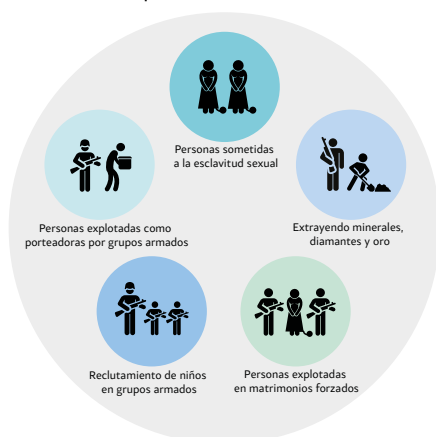 Personas sometidas
a la esclavitud sexual
Personas explotadas como
porteadoras por grupos armados
Extrayendo minerales,
diamantes y oro
Reclutamiento de niños
en grupos armados
Personas explotadas
en matrimonios forzados